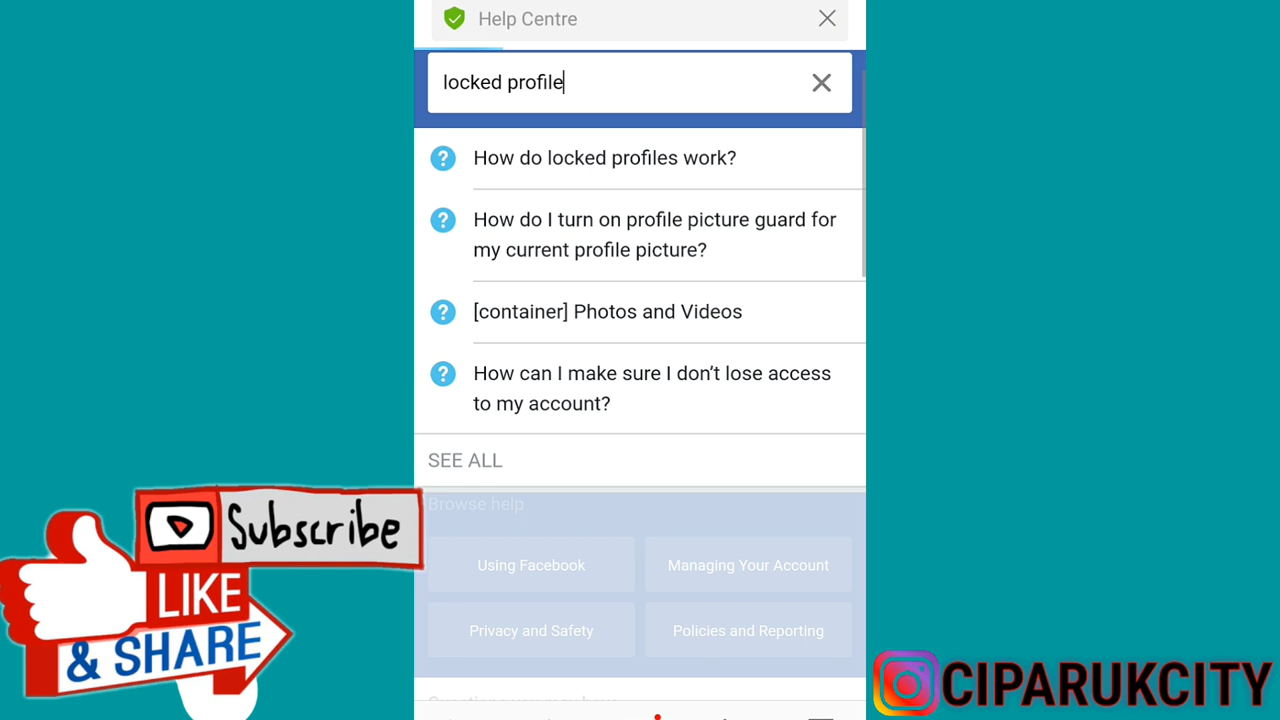 Help Centre
locked profile
How do locked profiles work?
How do I turn on profile picture guard for
my current profile picture?
[container] Photos and Videos
How can I make sure I don’t lose access
to my account?
SEE ALL
Browse help
Using Facebook
Managing Your Account
Privacy and Safety
Policies and Reporting
Subscribe
LIKE
& SHARE
CIPARUKCITY